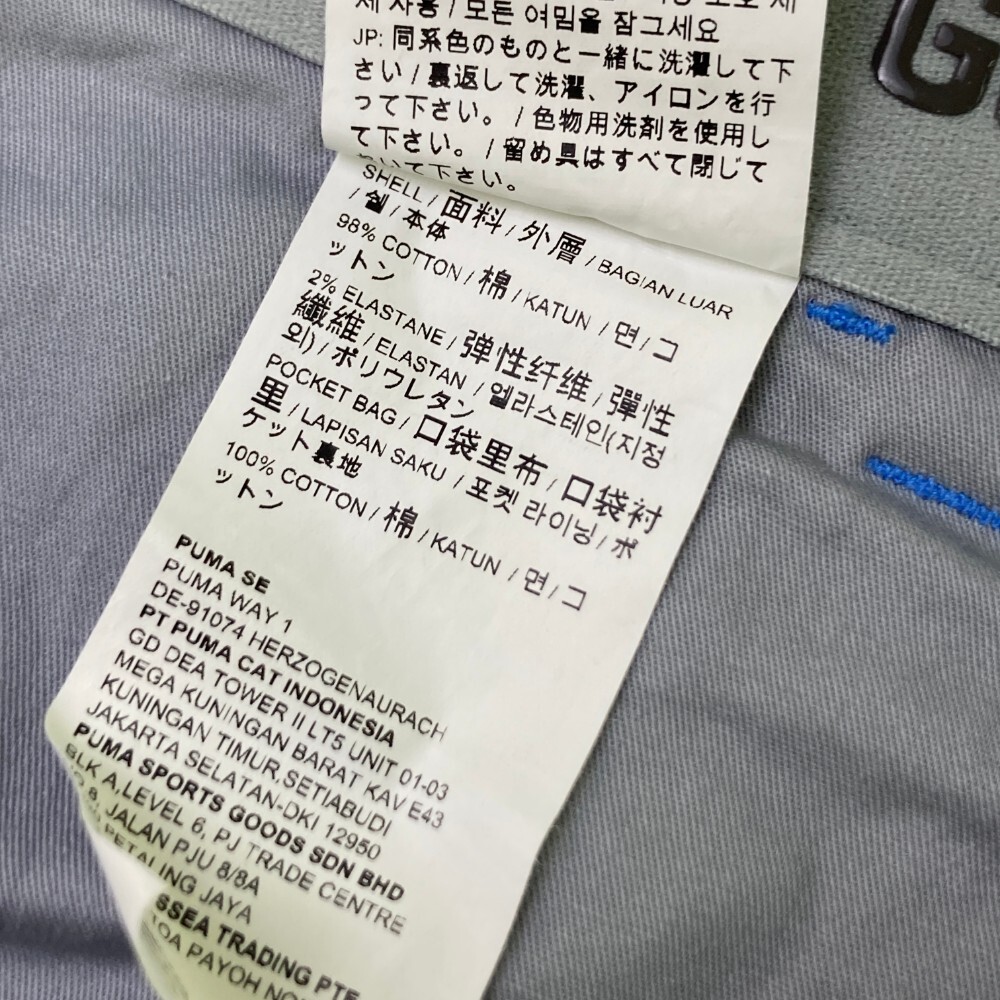 제 사용 / 모든 여밈을 잠그세요
JP: 同系色のものと一緒に洗濯して下
さい / 裏返して洗濯、アイロンを行
って下さい。 / 色物用洗剤を使用し
て下さい。 / 留め具はすべて閉じて
いて下さい。
SHELL / 面料 / 外層 / BAGIAN LUAR
/ 쉘 / 本体
98% COTTON / 棉 / KATUN / 면 / コ
ットン
2% ELASTANE / 弹性纤维 / 彈性
纖維 / ELASTAN / 엘라스테인(지정
외) / ポリウレタン
POCKET BAG / 口袋里布 / 口袋衬
里 / LAPISAN SAKU / 포켓 라이닝 / ポ
ケット裏地
100% COTTON / 棉 / KATUN / 면 / コ
ットン
PUMA SE
PUMA WAY 1
DE-91074 HERZOGENAURACH
PT PUMA CAT INDONESIA
GD DEA TOWER II LT5 UNIT 01-03
MEGA KUNINGAN BARAT KAV E43
KUNINGAN TIMUR,SETIABUDI
JAKARTA SELATAN-DKI 12950
PUMA SPORTS GOODS SDN BHD
BLK A,LEVEL 6, PJ TRADE CENTRE
8, JALAN PJU 8/8A
PETALING JAYA
SSEA TRADING PTE
TOA PAYOH
G